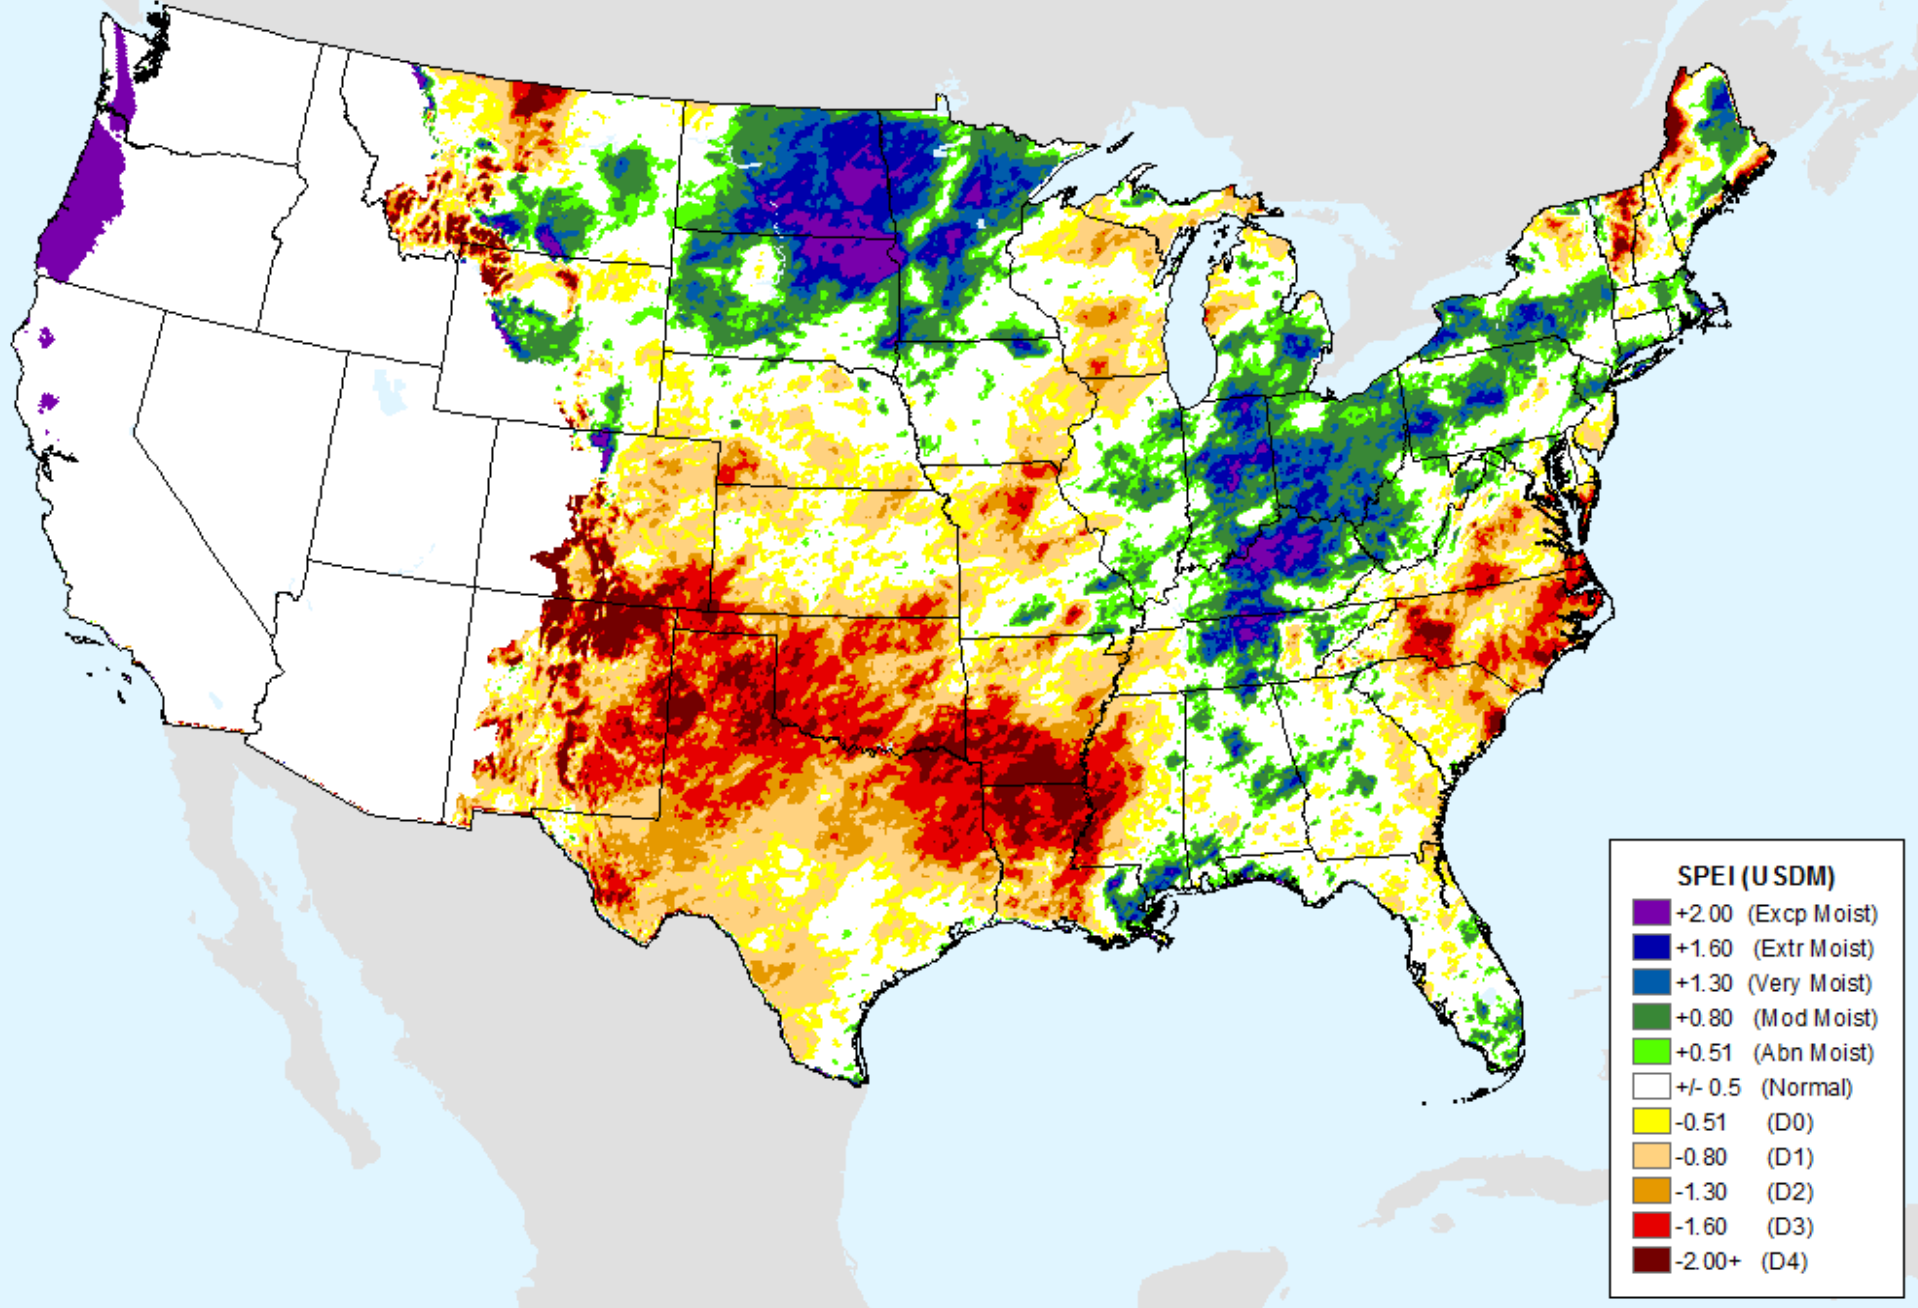 SPEI (USDM)
+2.00 (Excp Moist)
+1.60 (Extr Moist)
+1.30 (Very Moist)
+0.80 (Mod Moist)
+0.51 (Abn Moist)
+/- 0.5 (Normal)
-0.51 (D0)
-0.80 (D1)
-1.30 (D2)
-1.60 (D3)
-2.00+ (D4)